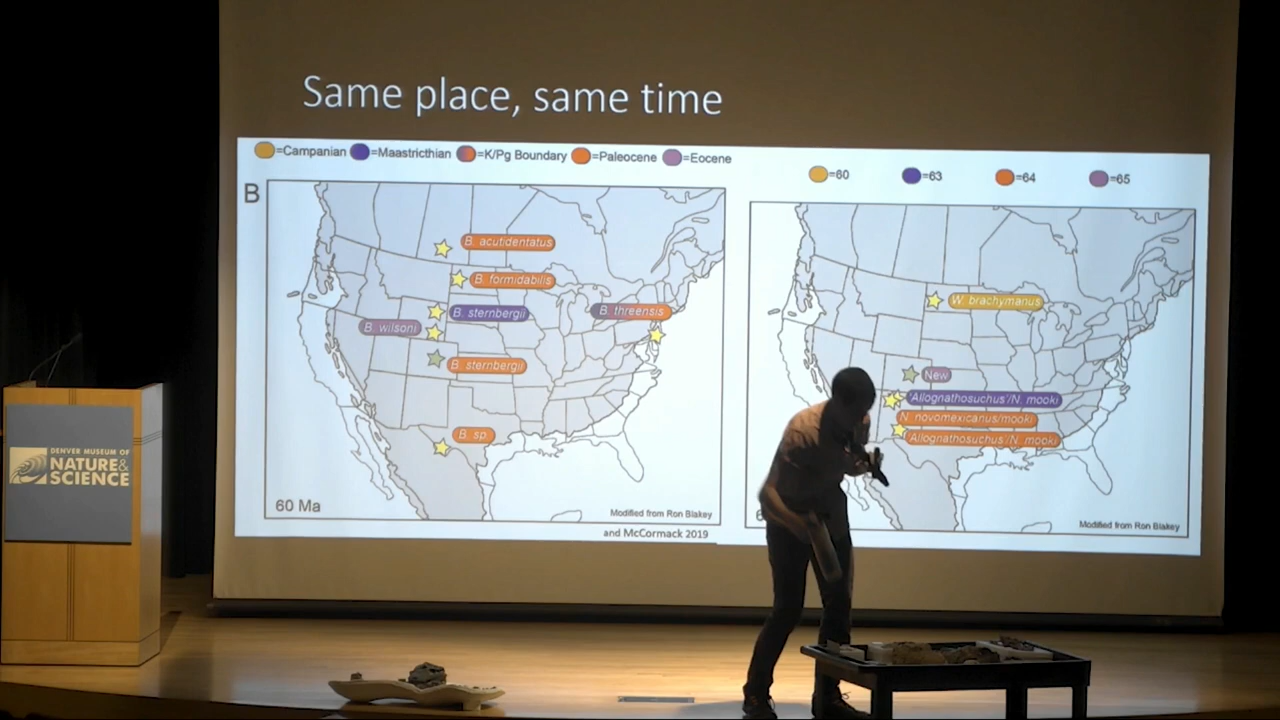 Same place, same time
=Campanian =Maastricthian =K/Pg Boundary =Paleocene =Eocene
B
B. acutidentatus
B. formidabilis
B. sternbergii
B. threensis
B. wilsoni
B. sternbergii
B. sp.
60 Ma
Modified from Ron Blakey
and McCormack 2019
=60 =63 =64 =65
W. brachymanus
New
'Allognathosuchus'/N. mooki
N. novomexicanus/mooki
'Allognathosuchus'/N. mooki
Modified from Ron Blakey
DENVER MUSEUM OF
NATURE &
SCIENCE